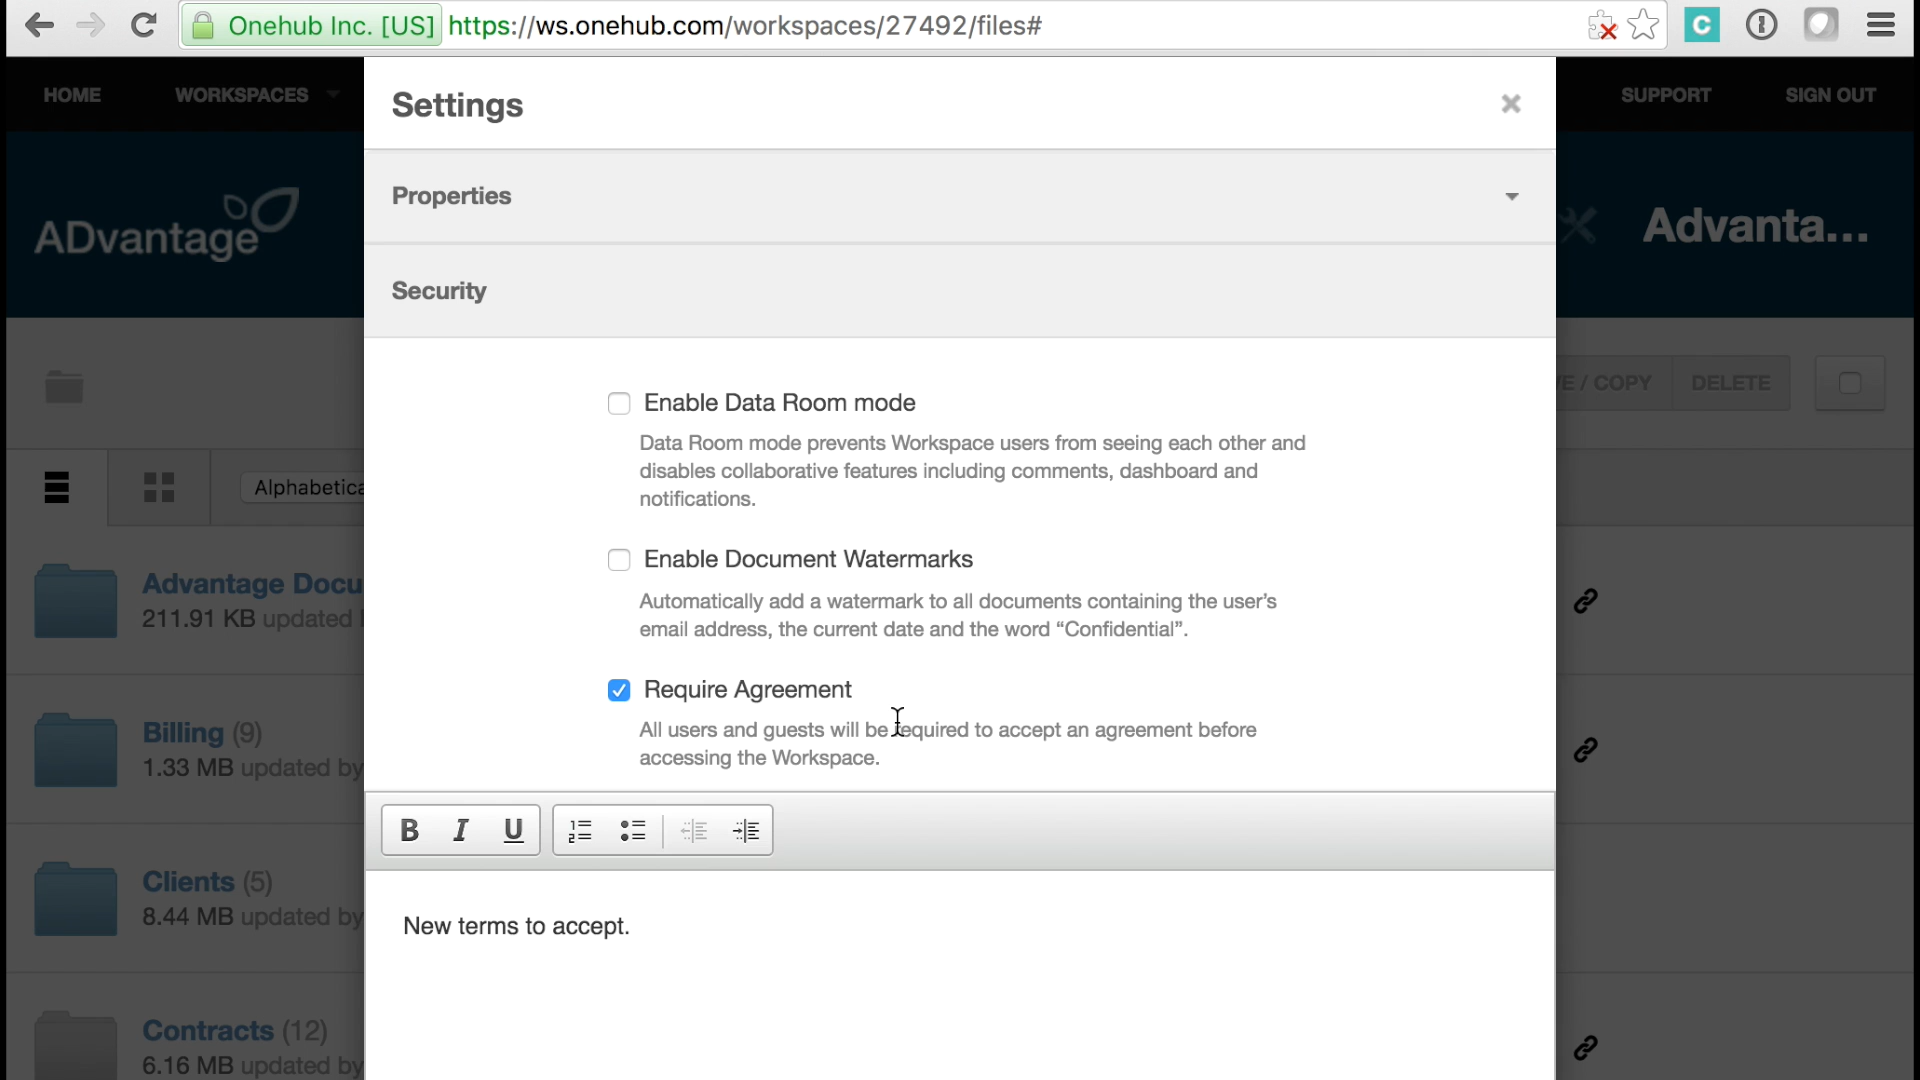 Onehub Inc. [US] https://ws.onehub.com/workspaces/27492/files#
HOME WORKSPACES SUPPORT SIGN OUT
Settings
Properties
ADvantage
Advanta...
Security
Enable Data Room mode
E / COPY DELETE
Data Room mode prevents Workspace users from seeing each other and
disables collaborative features including comments, dashboard and
notifications.
Alphabetica
Enable Document Watermarks
Automatically add a watermark to all documents containing the user's
email address, the current date and the word “Confidential”.
Advantage Docu
211.91 KB updated
Require Agreement
All users and guests will be required to accept an agreement before
accessing the Workspace.
Billing (9)
1.33 MB updated by
B I U
New terms to accept.
Clients (5)
8.44 MB updated by
Contracts (12)
6.16 MB updated by